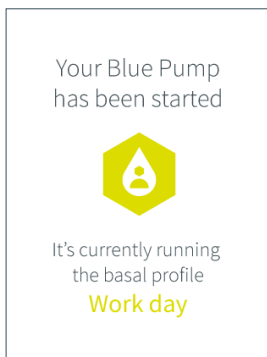 Your Blue Pump
has been started
It's currently running
the basal profile
Work day